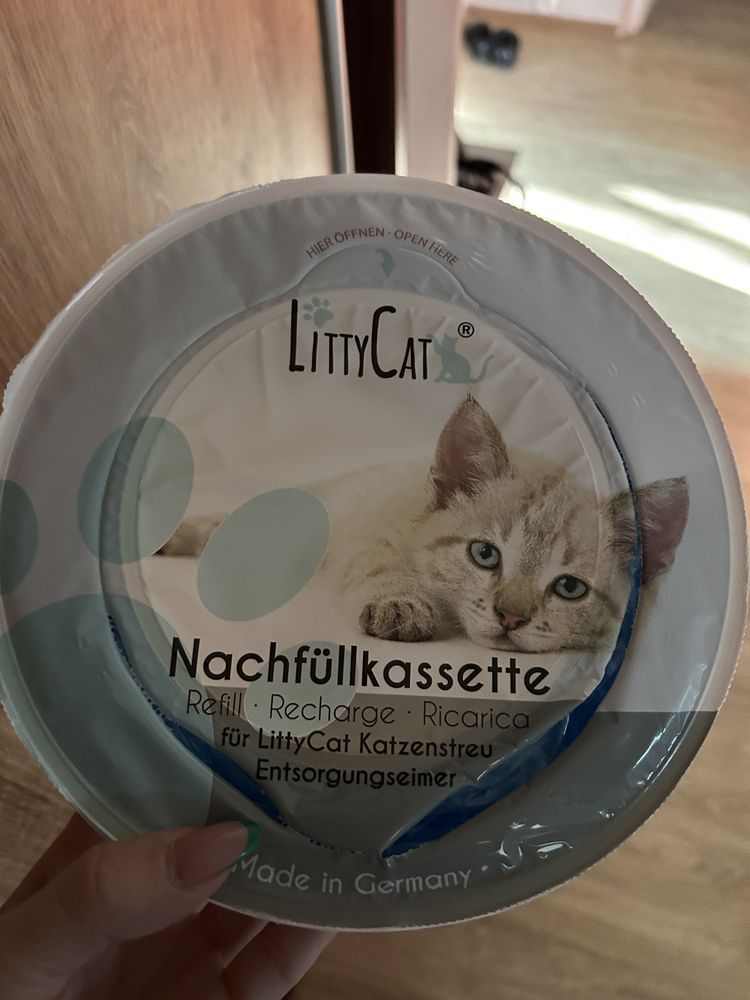 HIER ÖFFNEN · OPEN HERE
LITTYCAT®
Nachfüllkassette
Refill · Recharge · Ricarica
für LittyCat Katzenstreu
Entsorgungseimer
Made in Germany ·